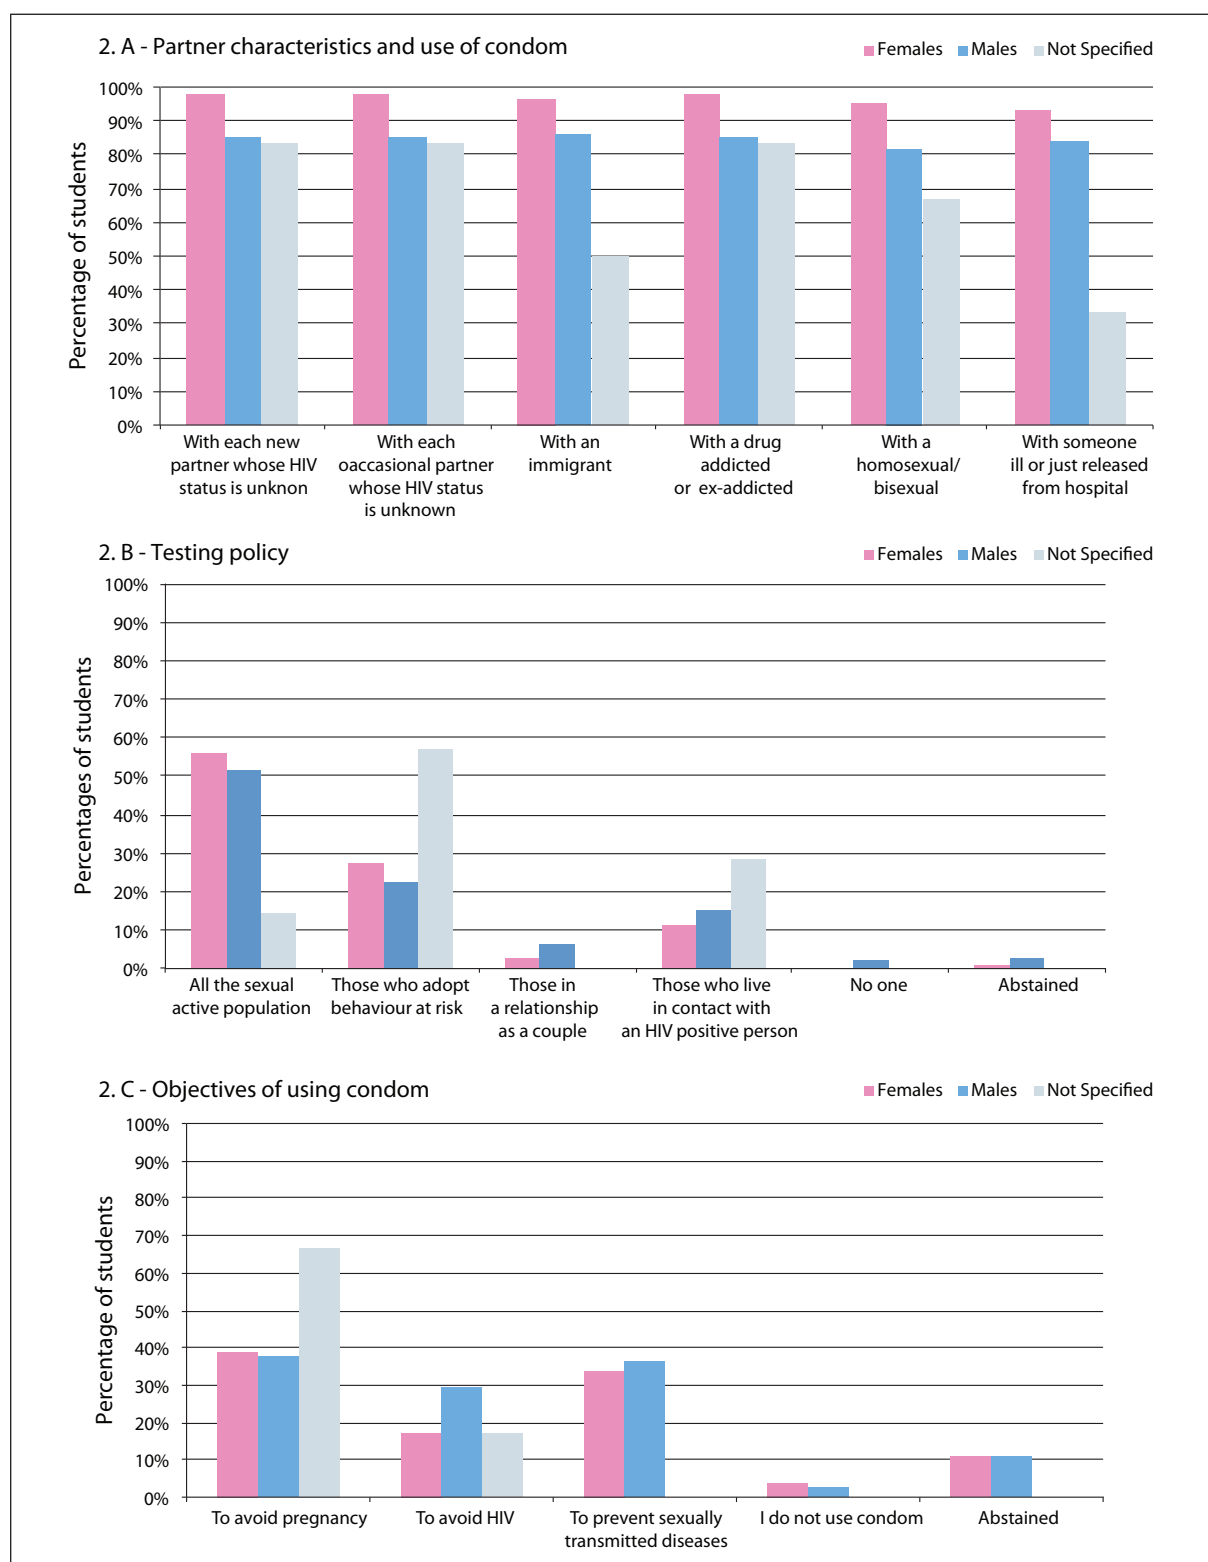 2. A - Partner characteristics and use of condom
Females Males Not Specified
Percentage of students
100%
90%
80%
70%
60%
50%
40%
30%
20%
10%
0%
With each new
partner whose HIV
status is unknon
With each
oaccasional partner
whose HIV status
is unknown
With an
immigrant
With a drug
addicted
or ex-addicted
With a
homosexual/
bisexual
With someone
ill or just released
from hospital
2. B - Testing policy
Females Males Not Specified
Percentages of students
100%
90%
80%
70%
60%
50%
40%
30%
20%
10%
0%
All the sexual
active population
Those who adopt
behaviour at risk
Those in
a relationship
as a couple
Those who live
in contact with
an HIV positive person
No one
Abstained
2. C - Objectives of using condom
Females Males Not Specified
Percentage of students
100%
90%
80%
70%
60%
50%
40%
30%
20%
10%
0%
To avoid pregnancy
To avoid HIV
To prevent sexually
transmitted diseases
I do not use condom
Abstained